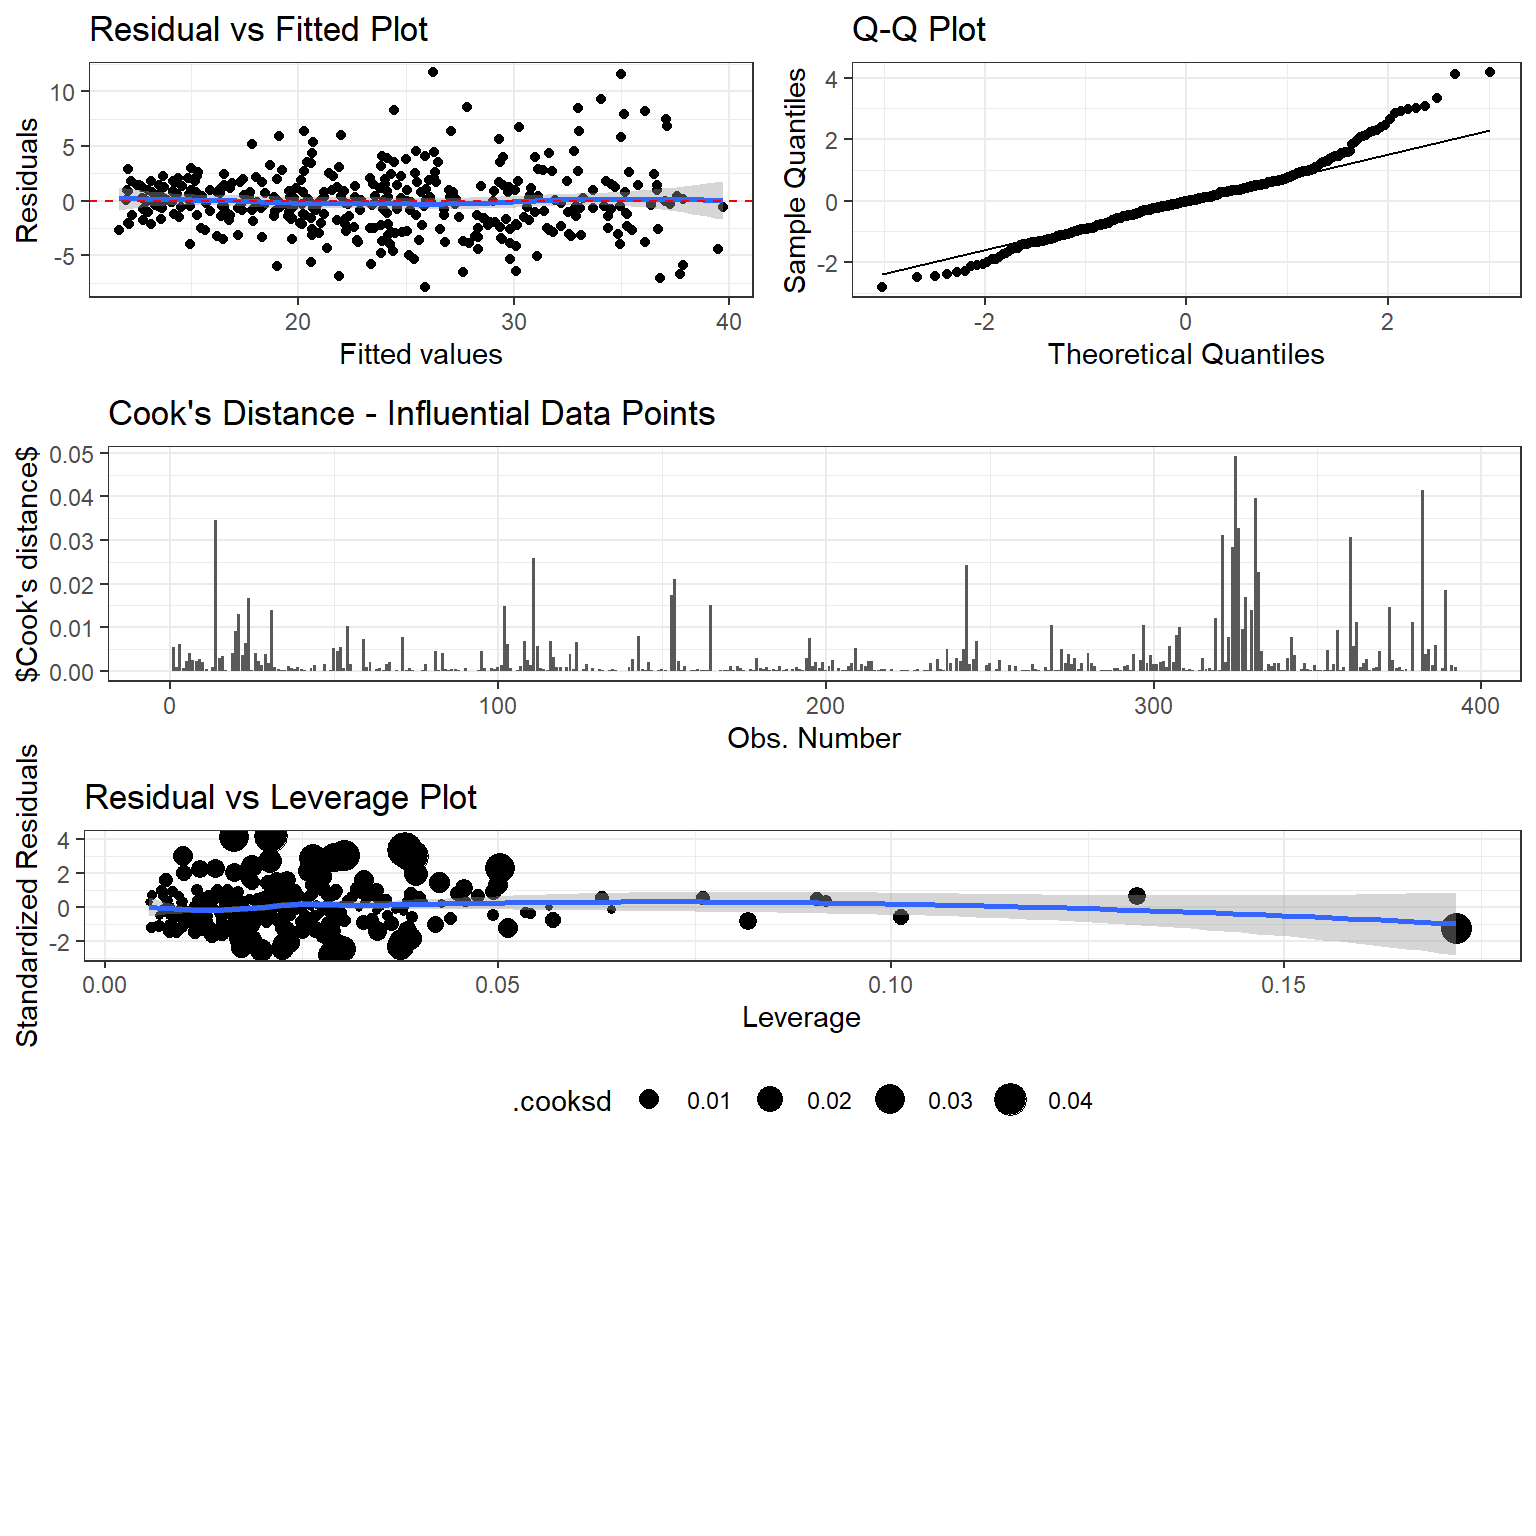 Residual vs Fitted Plot
Residuals
10
5
0
-5
20 30 40
Fitted values
Q-Q Plot
Sample Quantiles
4
2
0
-2
-2 0 2
Theoretical Quantiles
Cook's Distance - Influential Data Points
$Cook's distance$
0.05
0.04
0.03
0.02
0.01
0.00
0 100 200 300 400
Obs. Number
Residual vs Leverage Plot
Standardized Residuals
4
2
0
-2
0.00 0.05 0.10 0.15
Leverage
.cooksd 0.01 0.02 0.03 0.04